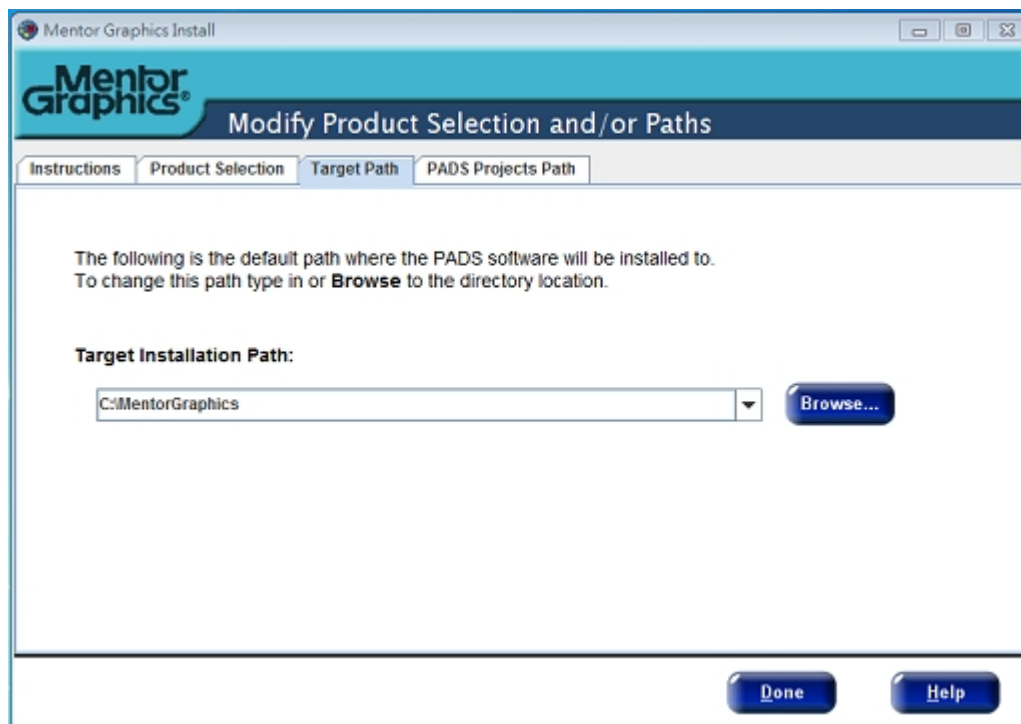 Mentor Graphics Install
Mentor
Graphics®
Modify Product Selection and/or Paths
Instructions
Product Selection
Target Path
PADS Projects Path
The following is the default path where the PADS software will be installed to.
To change this path type in or Browse to the directory location.
Target Installation Path:
C:\MentorGraphics
Browse...
Done
Help